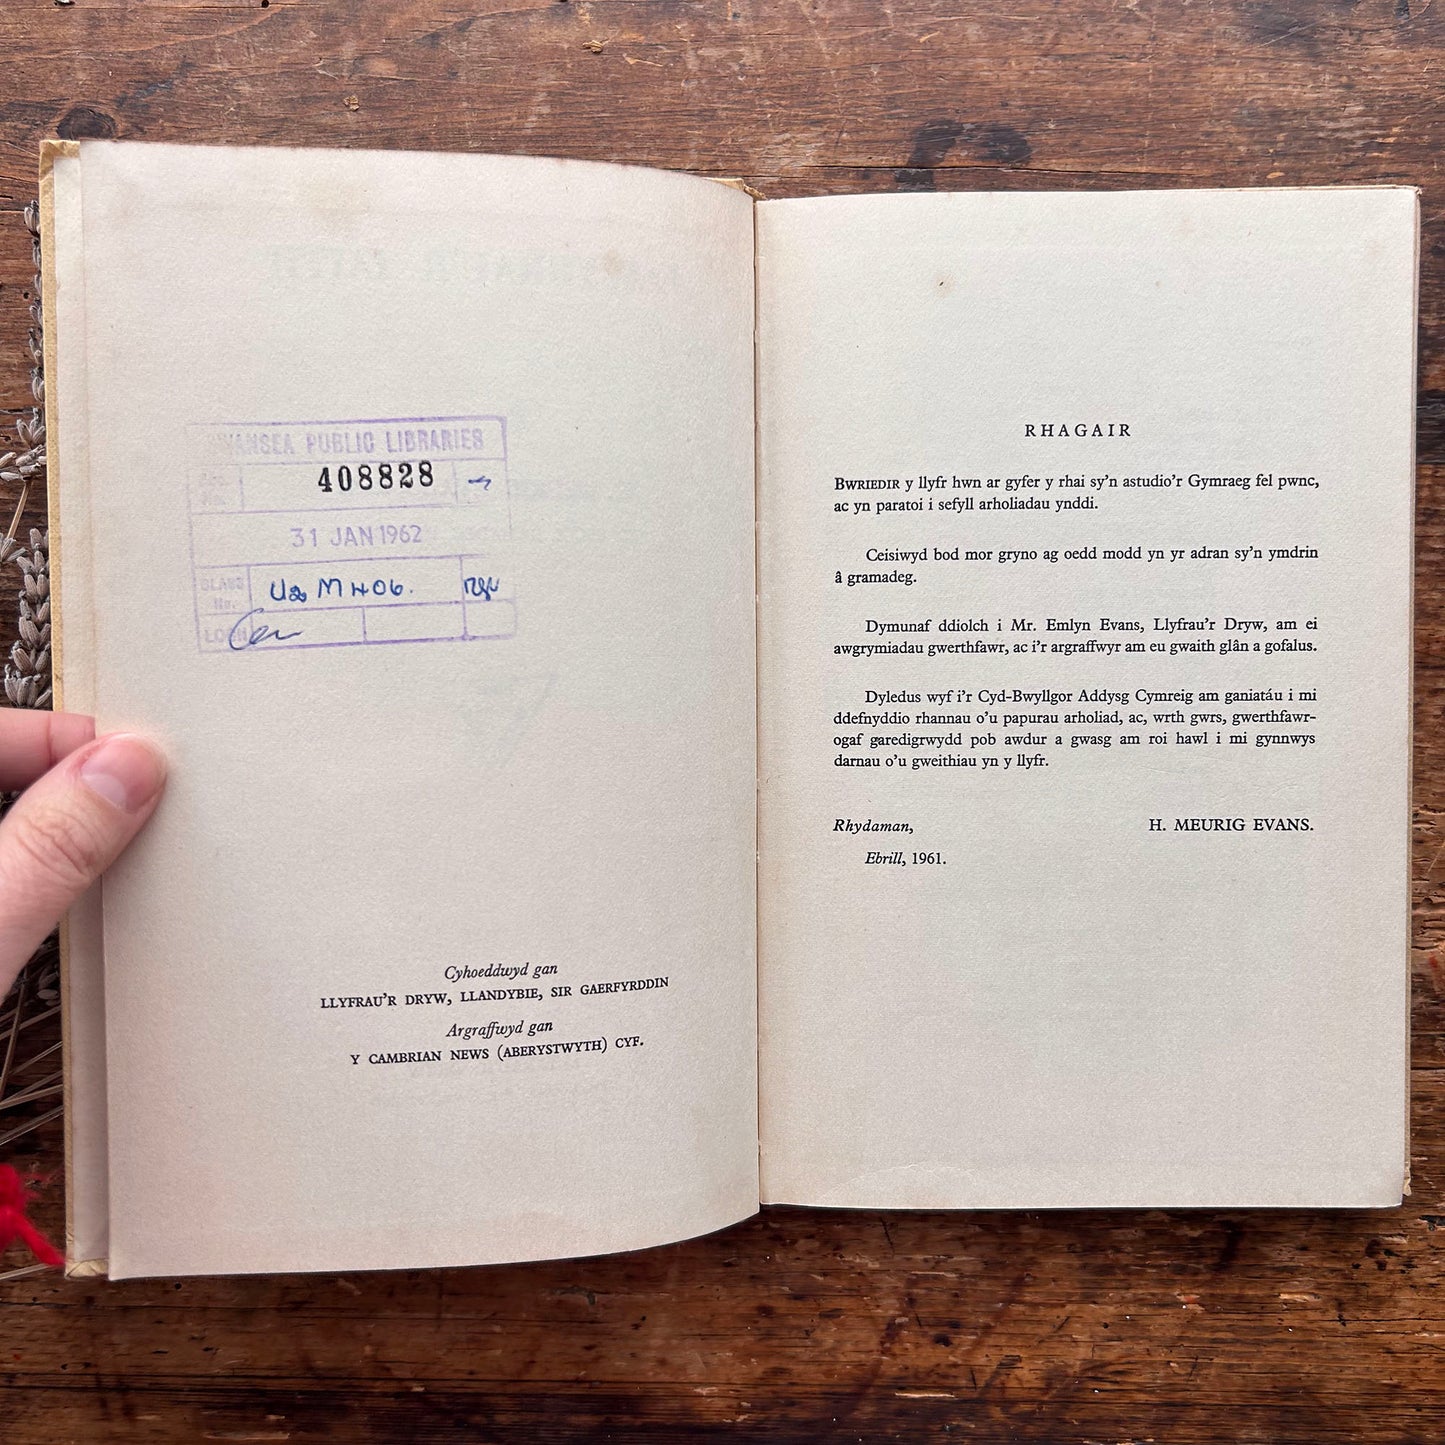 SWANSEA PUBLIC LIBRARIES
408828
31 JAN 1962
CLASS No.
Cyhoeddwyd gan
LLYFRAU'R DRYW, LLANDYBIE, SIR GAERFYRDDIN
Argraffwyd gan
Y CAMBRIAN NEWS (ABERYSTWYTH) CYF.
RHAGAIR
BWRIEDIR y llyfr hwn ar gyfer y rhai sy'n astudio'r Gymraeg fel pwnc,
ac yn paratoi i sefyll arholiadau ynddi.
Ceisiwyd bod mor gryno ag oedd modd yn yr adran sy'n ymdrin
â gramadeg.
Dymunaf ddiolch i Mr. Emlyn Evans, Llyfrau'r Dryw, am ei
awgrymiadau gwerthfawr, ac i'r argraffwyr am eu gwaith glân a gofalus.
Dyledus wyf i'r Cyd-Bwyllgor Addysg Cymreig am ganiatáu i mi
ddefnyddio rhannau o'u papurau arholiad, ac, wrth gwrs, gwerthfawr-
ogaf garedigrwydd pob awdur a gwasg am roi hawl i mi gynnwys
darnau o'u gweithiau yn y llyfr.
Rhydaman, H. MEURIG EVANS.
Ebrill, 1961.